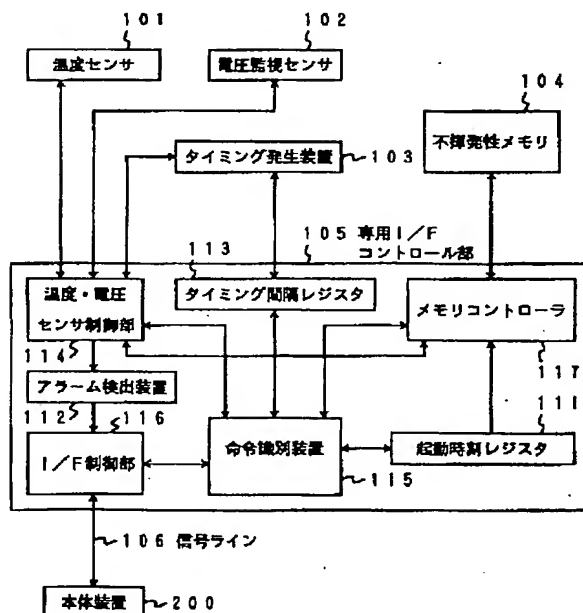 101
102
温度センサ
電圧監視センサ
104
不揮発性メモリ
タイミング発生装置
103
105 専用I/F
コントロール部
113
温度・電圧
センサ制御部
タイミング間隔レジスタ
メモリコントローラ
114
117
アラーム検出装置
111
112
116
I/F制御部
命令識別装置
起動時刻レジスタ
115
106 信号ライン
本体装置
200